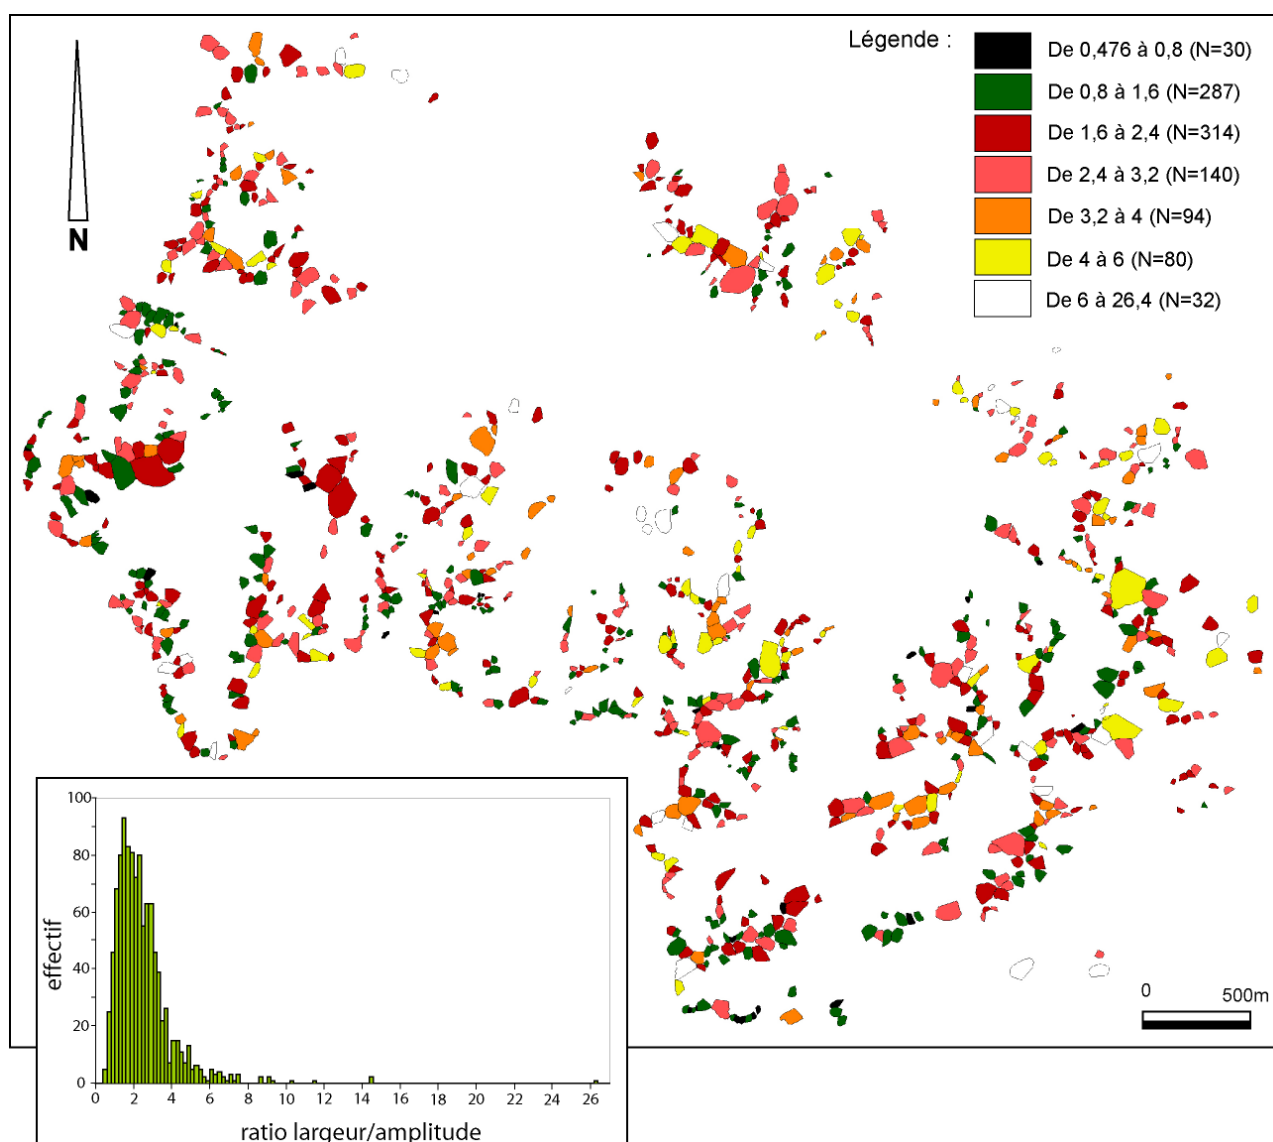 Légende :
De 0,476 à 0,8 (N=30)
De 0,8 à 1,6 (N=287)
De 1,6 à 2,4 (N=314)
De 2,4 à 3,2 (N=140)
De 3,2 à 4 (N=94)
De 4 à 6 (N=80)
De 6 à 26,4 (N=32)
N
0 500m
100
80
60
40
20
0
effectif
0 2 4 6 8 10 12 14 16 18 20 22 24 26
ratio largeur/amplitude